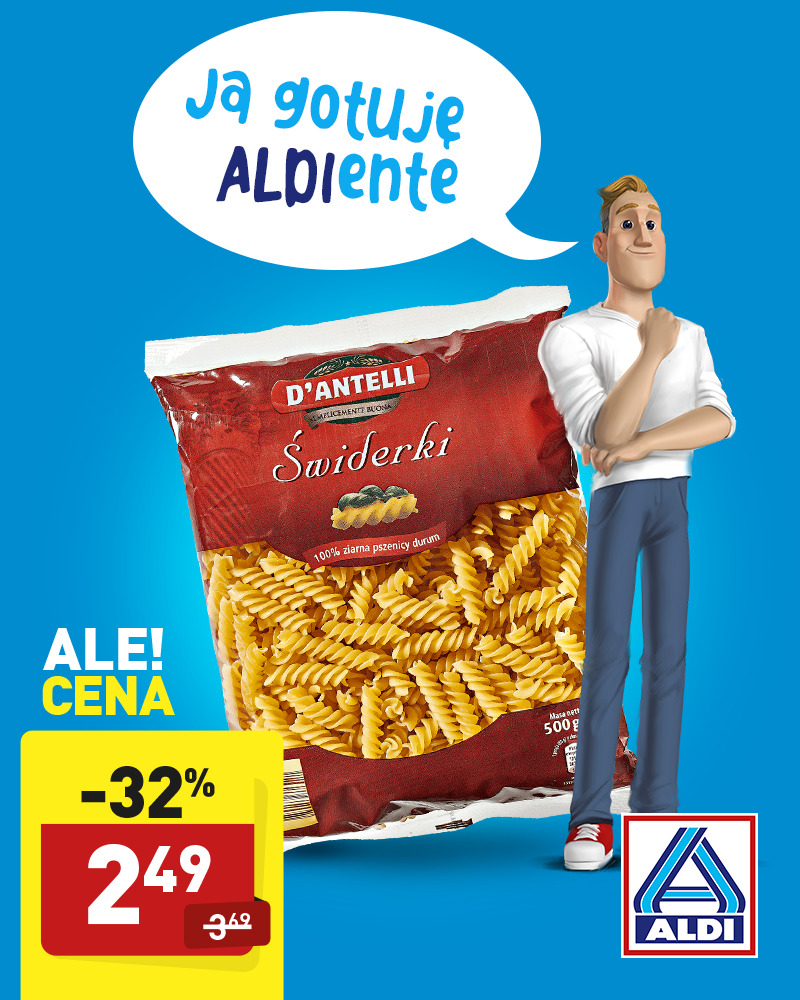 Ja gotuję
ALDIente
D'ANTELLI
SEMPLICEMENTE BUONA
Świderki
100% ziarna pszenicy durum
Masa nett
500 g
ALE!
CENA
-32%
2 49
3 69
ALDI